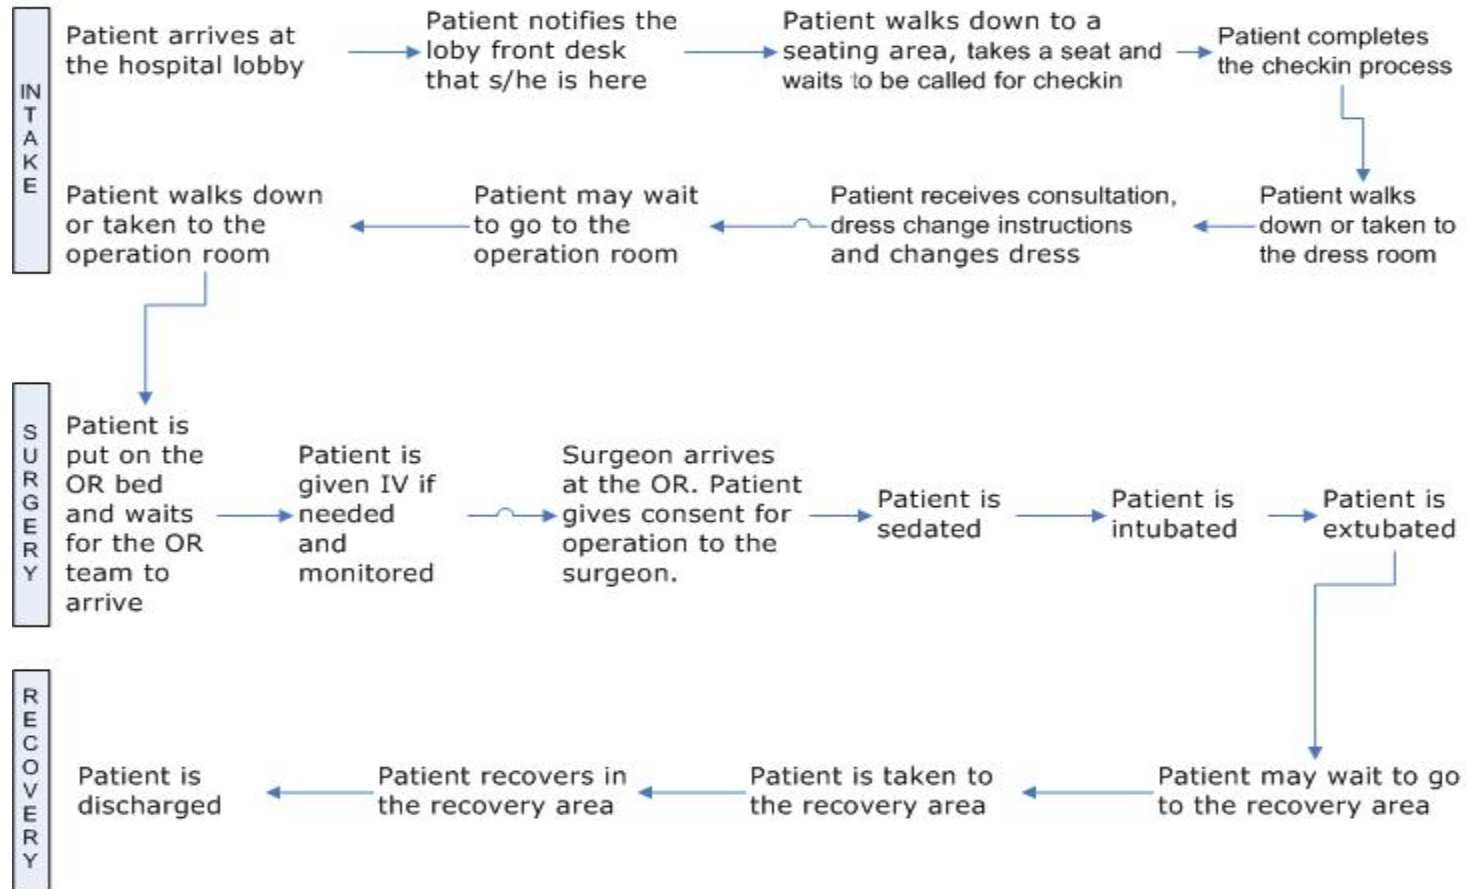 INTAKE
Patient arrives at
the hospital lobby
Patient notifies the
loby front desk
that s/he is here
Patient walks down to a
seating area, takes a seat and
waits to be called for checkin
Patient completes
the checkin process
Patient walks
down or taken to
the dress room
Patient receives consultation,
dress change instructions
and changes dress
Patient may wait
to go to the
operation room
Patient walks down
or taken to the
operation room
SURGERY
Patient is
put on the
OR bed
and waits
for the OR
team to
arrive
Patient is
given IV if
needed
and
monitored
Surgeon arrives
at the OR. Patient
gives consent for
operation to the
surgeon.
Patient is
sedated
Patient is
intubated
Patient is
extubated
RECOVERY
Patient may wait to go
to the recovery area
Patient is taken to
the recovery area
Patient recovers in
the recovery area
Patient is
discharged